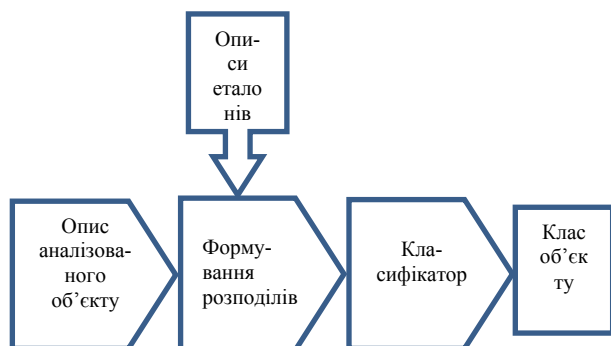 Опи-
си
етало
нів
Опис
аналізова-
ного
об’єкту
Форму-
вання
розподілів
Кла-
сифікатор
Клас
об’єк
ту